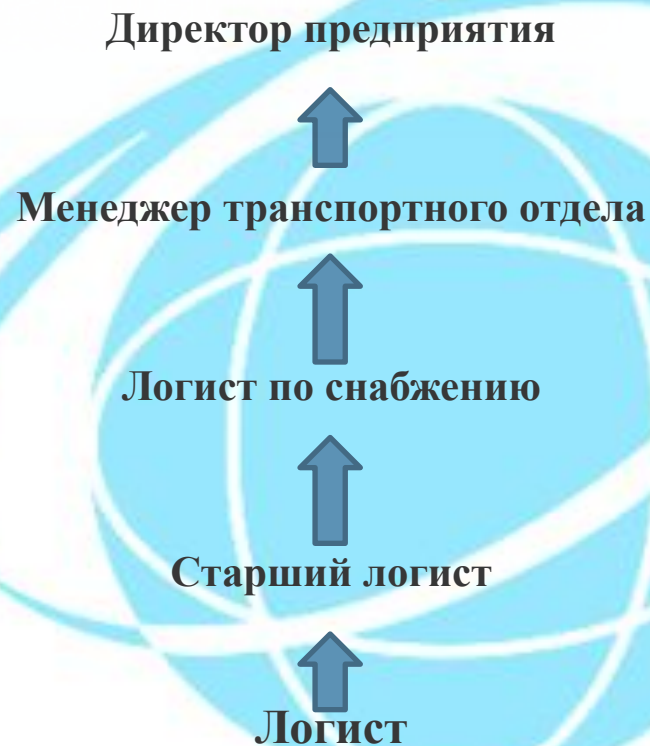 Директор предприятия
Менеджер транспортного отдела
Логист по снабжению
Старший логист
Логист